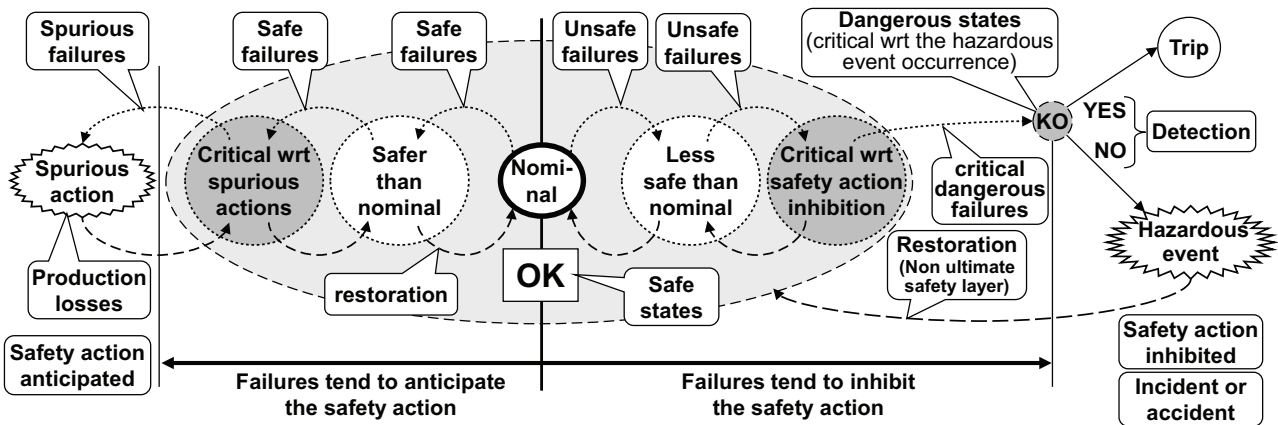 Spurious
failures
Safe
failures
Safe
failures
Unsafe
failures
Unsafe
failures
Dangerous states
(critical wrt the hazardous
event occurrence)
Trip
Spurious
action
Critical wrt
spurious
actions
Safer
than
nominal
Nomi-
nal
Less
safe than
nominal
Critical wrt
safety action
inhibition
KO
YES
NO
Detection
critical
dangerous
failures
Hazardous
event
Production
losses
restoration
OK
Safe
states
Restoration
(Non ultimate
safety layer)
Safety action
anticipated
Failures tend to anticipate
the safety action
Failures tend to inhibit
the safety action
Safety action
inhibited
Incident or
accident